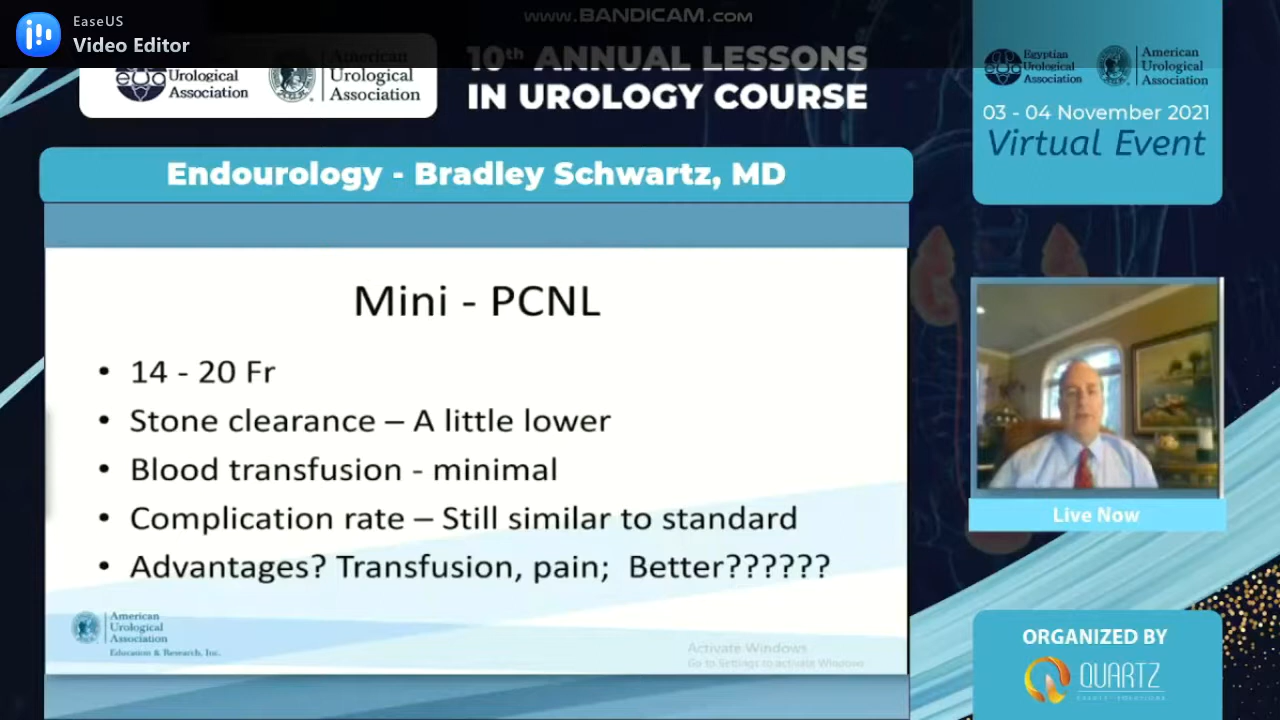 EaseUS
Video Editor
WWW.BANDICAM.COM
American
Urological
Association
Urological
Association
10th ANNUAL LESSONS
IN UROLOGY COURSE
Egyptian
Urological
Association
American
Urological
Association
03 - 04 November 2021
Virtual Event
Endourology - Bradley Schwartz, MD
Mini - PCNL
• 14 - 20 Fr
• Stone clearance – A little lower
• Blood transfusion - minimal
• Complication rate – Still similar to standard
• Advantages? Transfusion, pain; Better??????
American
Urological
Association
Education & Research, Inc.
Activate Windows
Go to Settings to activate Windows
Live Now
ORGANIZED BY
QUARTZ